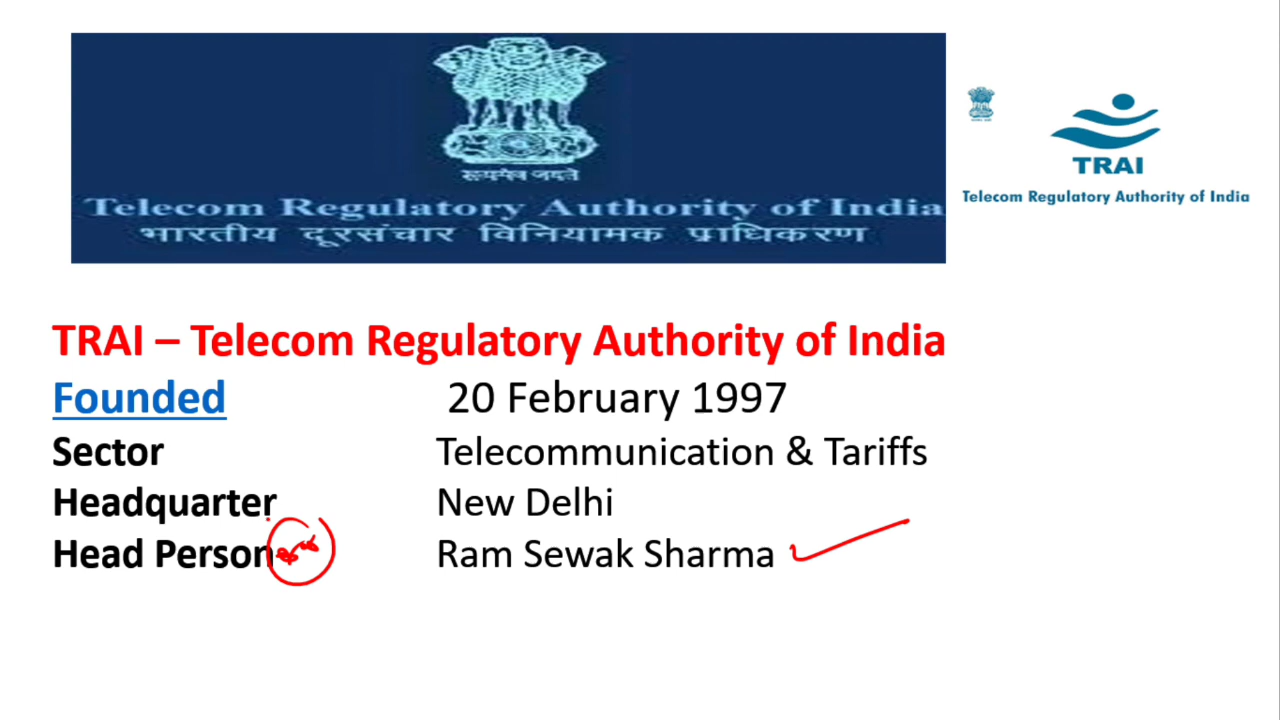 सत्यमेव जयते
Telecom Regulatory Authority of India
भारतीय दूरसंचार विनियामक प्राधिकरण
TRAI
Telecom Regulatory Authority of India
TRAI – Telecom Regulatory Authority of India
Founded 20 February 1997
Sector Telecommunication & Tariffs
Headquarter New Delhi
Head Person Ram Sewak Sharma